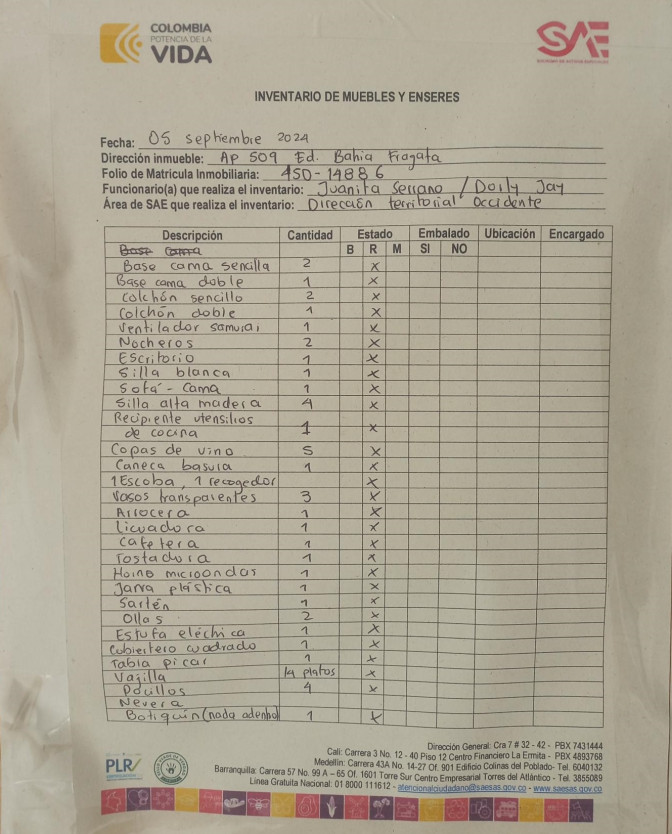 COLOMBIA
POTENCIA DE LA
VIDA
SAE
SOCIEDAD DE ACTIVOS ESPECIALES
INVENTARIO DE MUEBLES Y ENSERES
Fecha: 05 septiembre 2024
Dirección inmueble: AP 509 Ed. Bahia Fragata
Folio de Matricula Inmobiliaria: 450-14886
Funcionario(a) que realiza el inventario: Juanita Serrano / Dorly Jay
Área de SAE que realiza el inventario: Dirección territorial Occidente
Descripción Cantidad Estado Embalado Ubicación Encargado
B R M SI NO
Base cama
Base cama sencilla 2 x
Base cama doble 1 x
Colchón sencillo 2 x
Colchón doble 1 x
Ventilador samurai 1 x
Nocheros 2 x
Escritorio 1 x
Silla blanca 1 x
Sofá - Cama 1 x
Silla alta madera 4 x
Recipiente utensilios
de cocina 1 x
Copas de vino 5 x
Caneca basura 1 x
1 Escoba, 1 recogedor x
Vasos transparentes 3 x
Arrocera 1 x
Licuadora 1 x
Cafetera 1 x
Tostadora 1 x
Horno microondas 1 x
Jarra plástica 1 x
Sartén 1 x
Ollas 2 x
Estufa eléctrica 1 x
Cubiertero cuadrado 1 x
Tabla picar 1 x
Vajilla 14 platos x
Pocillos 4 x
Nevera
Botiquín (nada adentro) 1 x
Dirección General: Cra 7 # 32 - 42 - PBX 7431444
Cali: Carrera 3 No. 12 - 40 Piso 12 Centro Financiero La Ermita - PBX 4893768
Medellín: Carrera 43A No. 14-27 Of. 901 Edificio Colinas del Poblado- Tel. 6040132
Barranquilla: Carrera 57 No. 99 A – 65 Of. 1601 Torre Sur Centro Empresarial Torres del Atlántico - Tel. 3855089
Línea Gratuita Nacional: 01 8000 111612 - atencionalciudadano@saesas.gov.co - www.saesas.gov.co
PLR